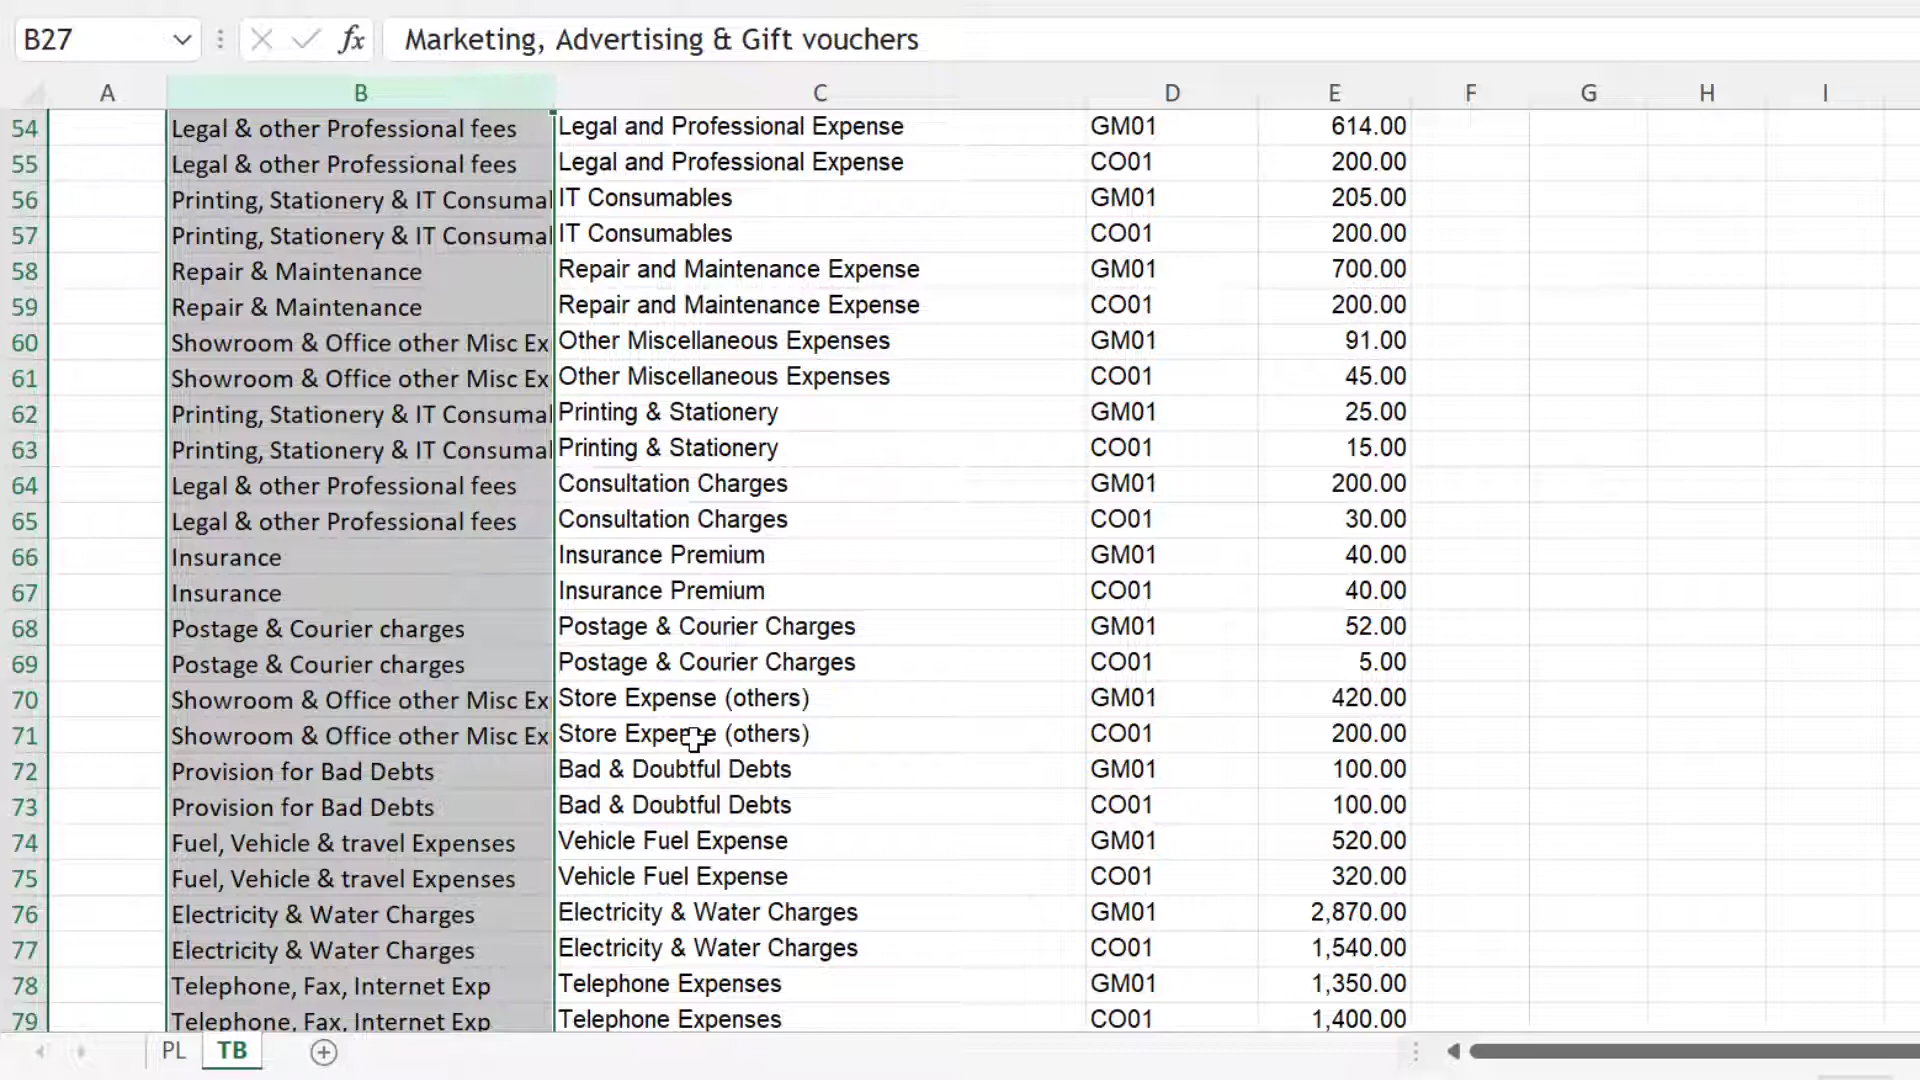 B27 fx Marketing, Advertising & Gift vouchers
A B C D E F G H I
54 Legal & other Professional fees Legal and Professional Expense GM01 614.00
55 Legal & other Professional fees Legal and Professional Expense CO01 200.00
56 Printing, Stationery & IT Consumal IT Consumables GM01 205.00
57 Printing, Stationery & IT Consumal IT Consumables CO01 200.00
58 Repair & Maintenance Repair and Maintenance Expense GM01 700.00
59 Repair & Maintenance Repair and Maintenance Expense CO01 200.00
60 Showroom & Office other Misc Ex Other Miscellaneous Expenses GM01 91.00
61 Showroom & Office other Misc Ex Other Miscellaneous Expenses CO01 45.00
62 Printing, Stationery & IT Consumal Printing & Stationery GM01 25.00
63 Printing, Stationery & IT Consumal Printing & Stationery CO01 15.00
64 Legal & other Professional fees Consultation Charges GM01 200.00
65 Legal & other Professional fees Consultation Charges CO01 30.00
66 Insurance Insurance Premium GM01 40.00
67 Insurance Insurance Premium CO01 40.00
68 Postage & Courier charges Postage & Courier Charges GM01 52.00
69 Postage & Courier charges Postage & Courier Charges CO01 5.00
70 Showroom & Office other Misc Ex Store Expense (others) GM01 420.00
71 Showroom & Office other Misc Ex Store Expense (others) CO01 200.00
72 Provision for Bad Debts Bad & Doubtful Debts GM01 100.00
73 Provision for Bad Debts Bad & Doubtful Debts CO01 100.00
74 Fuel, Vehicle & travel Expenses Vehicle Fuel Expense GM01 520.00
75 Fuel, Vehicle & travel Expenses Vehicle Fuel Expense CO01 320.00
76 Electricity & Water Charges Electricity & Water Charges GM01 2,870.00
77 Electricity & Water Charges Electricity & Water Charges CO01 1,540.00
78 Telephone, Fax, Internet Exp Telephone Expenses GM01 1,350.00
79 Telephone, Fax, Internet Exp Telephone Expenses CO01 1,400.00
PL TB